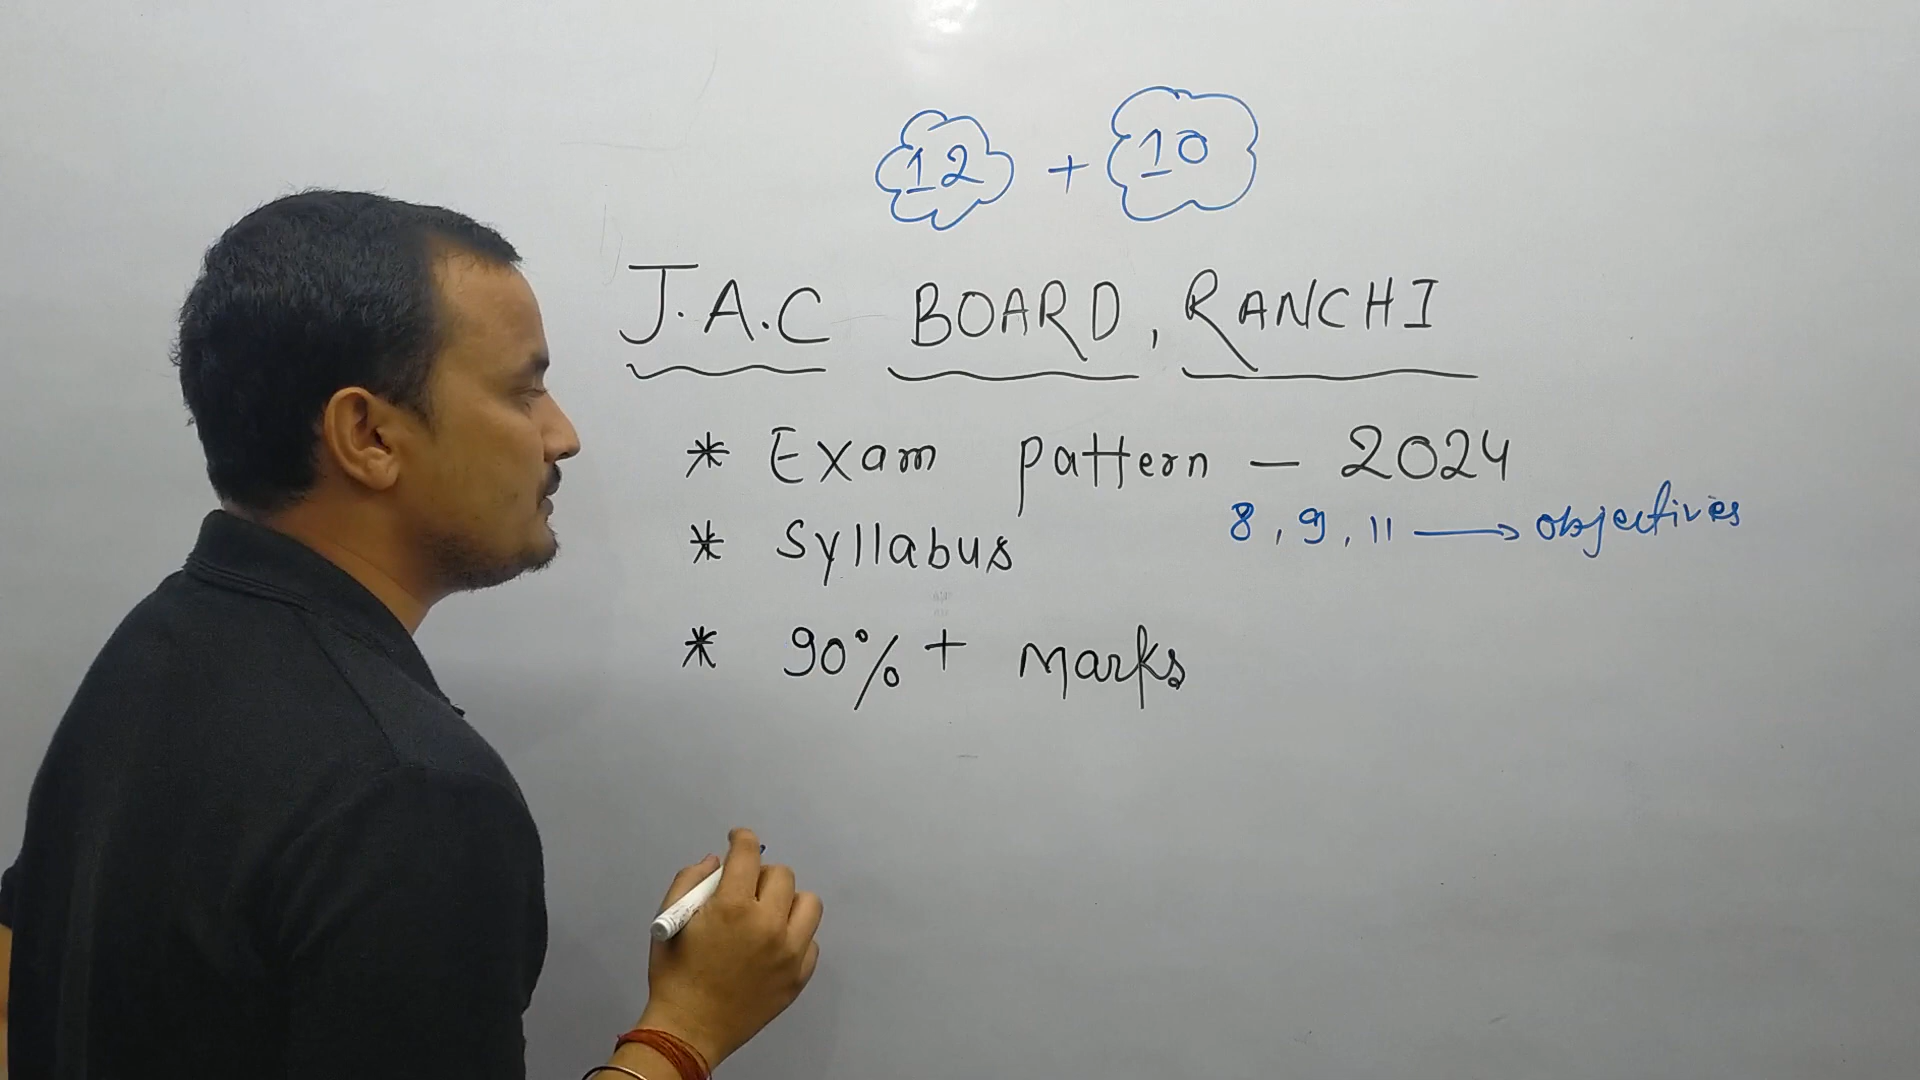 12 + 10
J.A.C BOARD, RANCHI
* Exam pattern - 2024
8, 9, 11 → objectives
* Syllabus
* 90% + marks